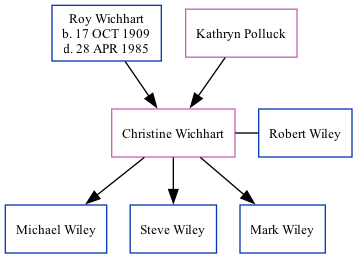 Roy Wichhart
b. 17 OCT 1909
d. 28 APR 1985
Kathryn Polluck
Christine Wichhart
Robert Wiley
Michael Wiley
Steve Wiley
Mark Wiley